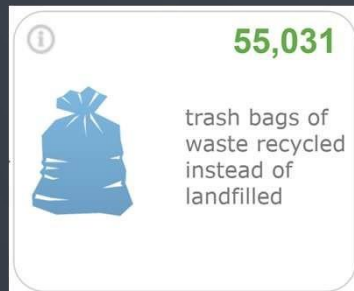 55,031
trash bags of
waste recycled
instead of
landfilled